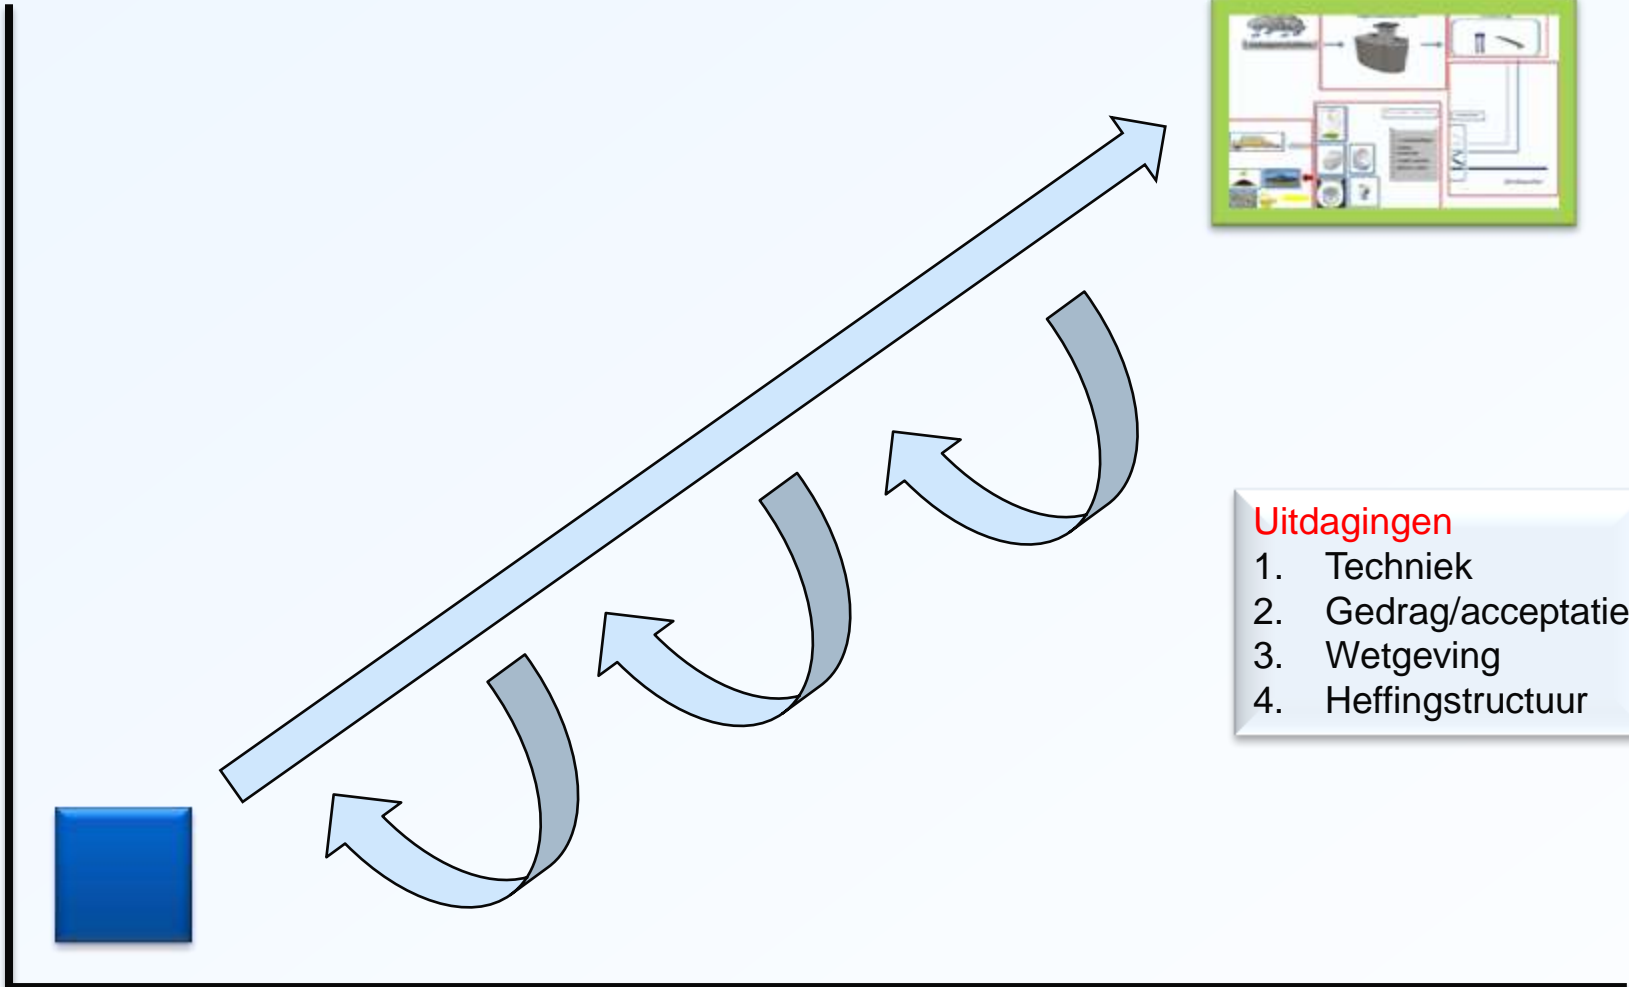 Uitdagingen
1. Techniek
2. Gedrag/acceptatie
3. Wetgeving
4. Heffingstructuur